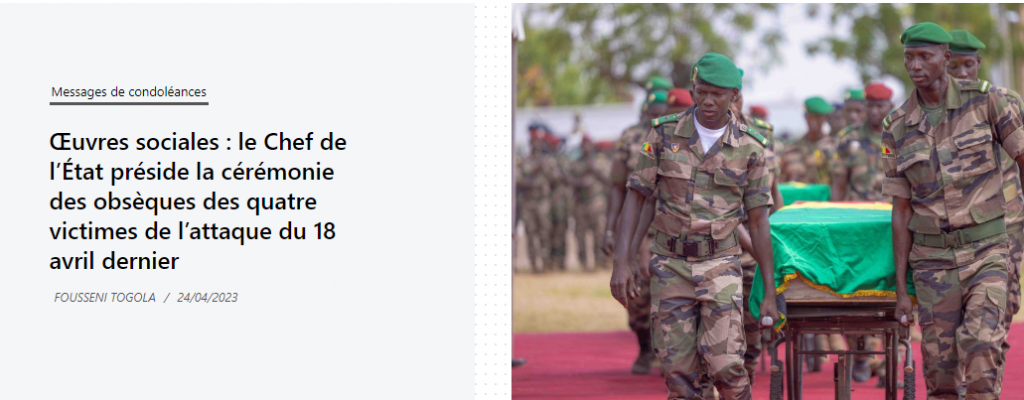 Messages de condoléances
Œuvres sociales : le Chef de
l’État préside la cérémonie
des obsèques des quatre
victimes de l’attaque du 18
avril dernier
FOUSSENI TOGOLA / 24/04/2023